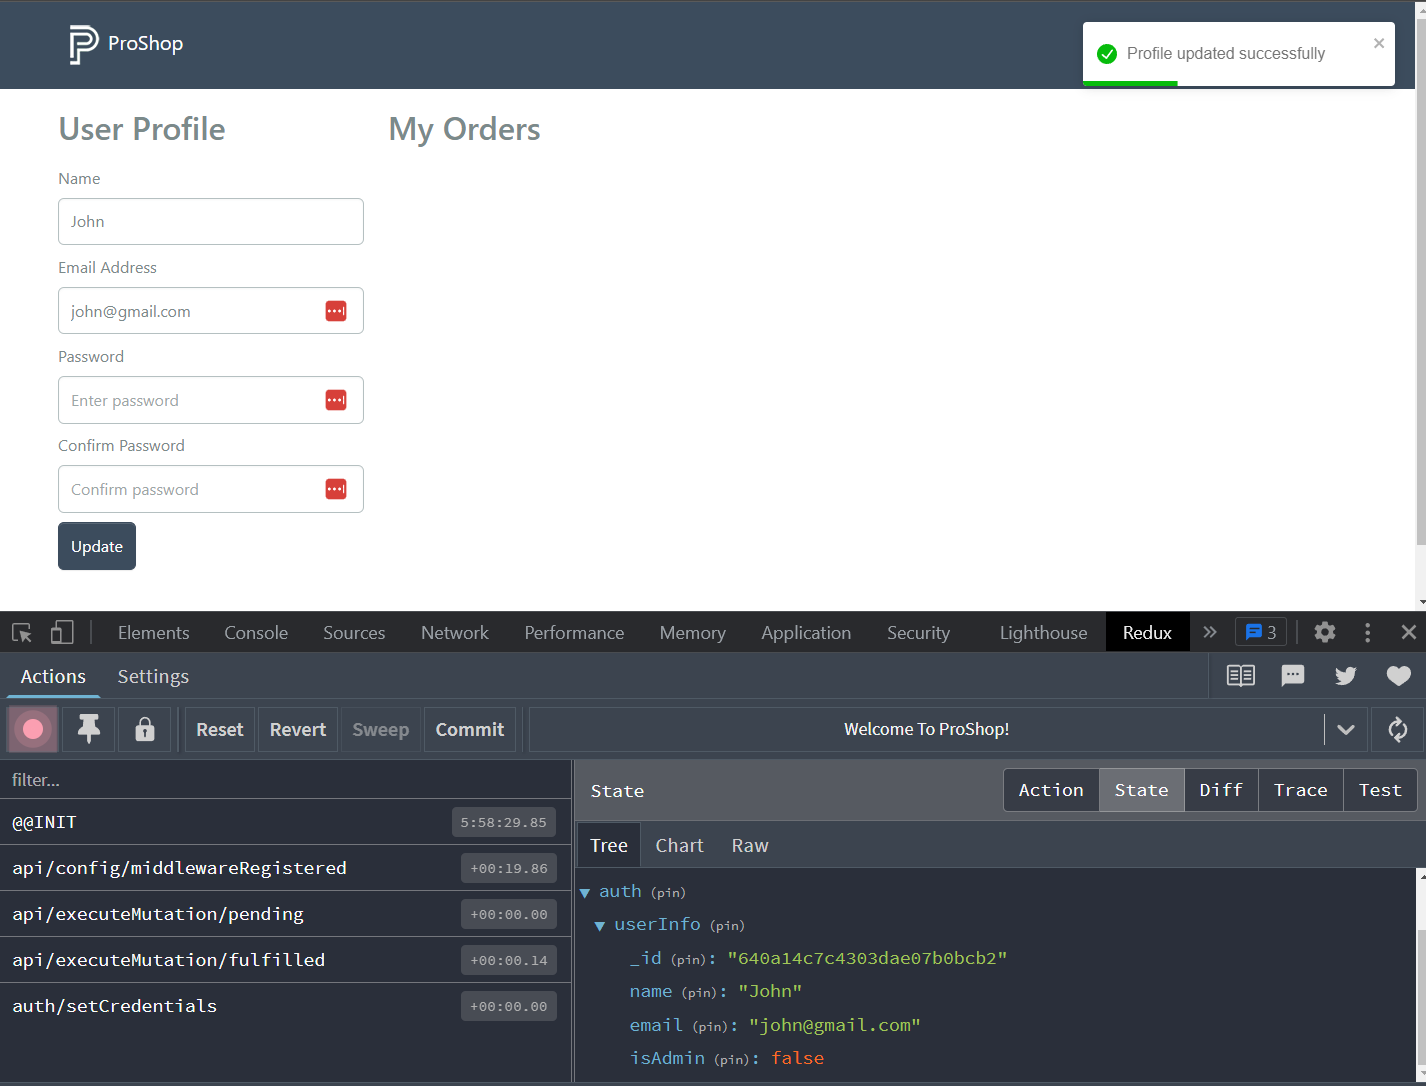 ProShop
Profile updated successfully
User Profile
My Orders
Name
John
Email Address
john@gmail.com
Password
Enter password
Confirm Password
Confirm password
Update
Elements Console Sources Network Performance Memory Application Security Lighthouse Redux 3
Actions Settings
Reset Revert Sweep Commit Welcome To ProShop!
filter...
@@INIT 5:58:29.85
api/config/middlewareRegistered +00:19.86
api/executeMutation/pending +00:00.00
api/executeMutation/fulfilled +00:00.14
auth/setCredentials +00:00.00
State Action State Diff Trace Test
Tree Chart Raw
auth (pin)
userInfo (pin)
_id (pin): "640a14c7c4303dae07b0bcb2"
name (pin): "John"
email (pin): "john@gmail.com"
isAdmin (pin): false